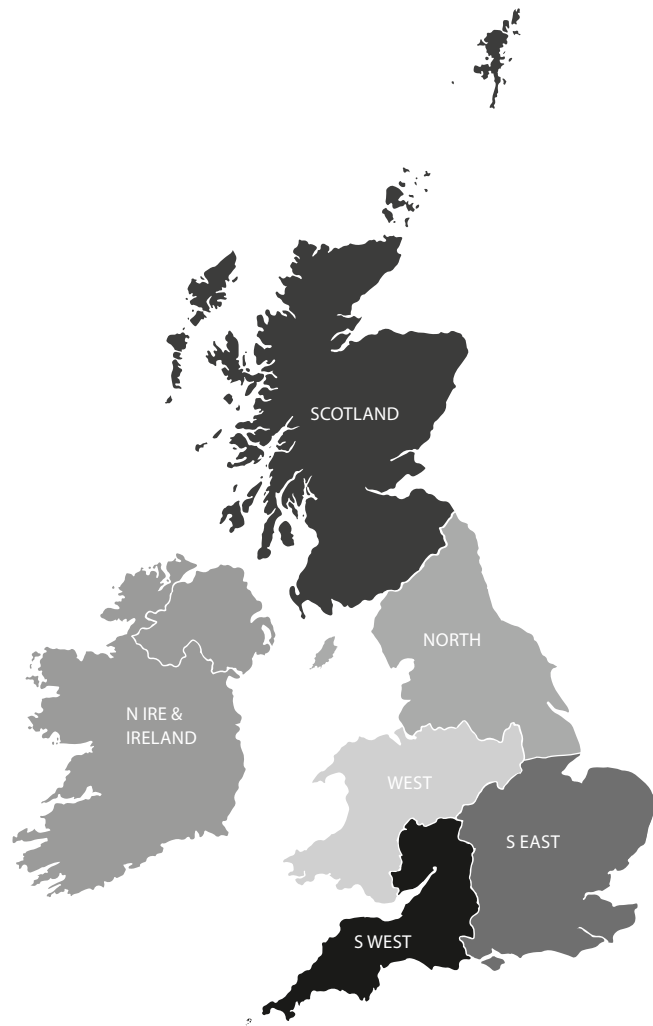 SCOTLAND
NORTH
N IRE &
IRELAND
WEST
S EAST
S WEST